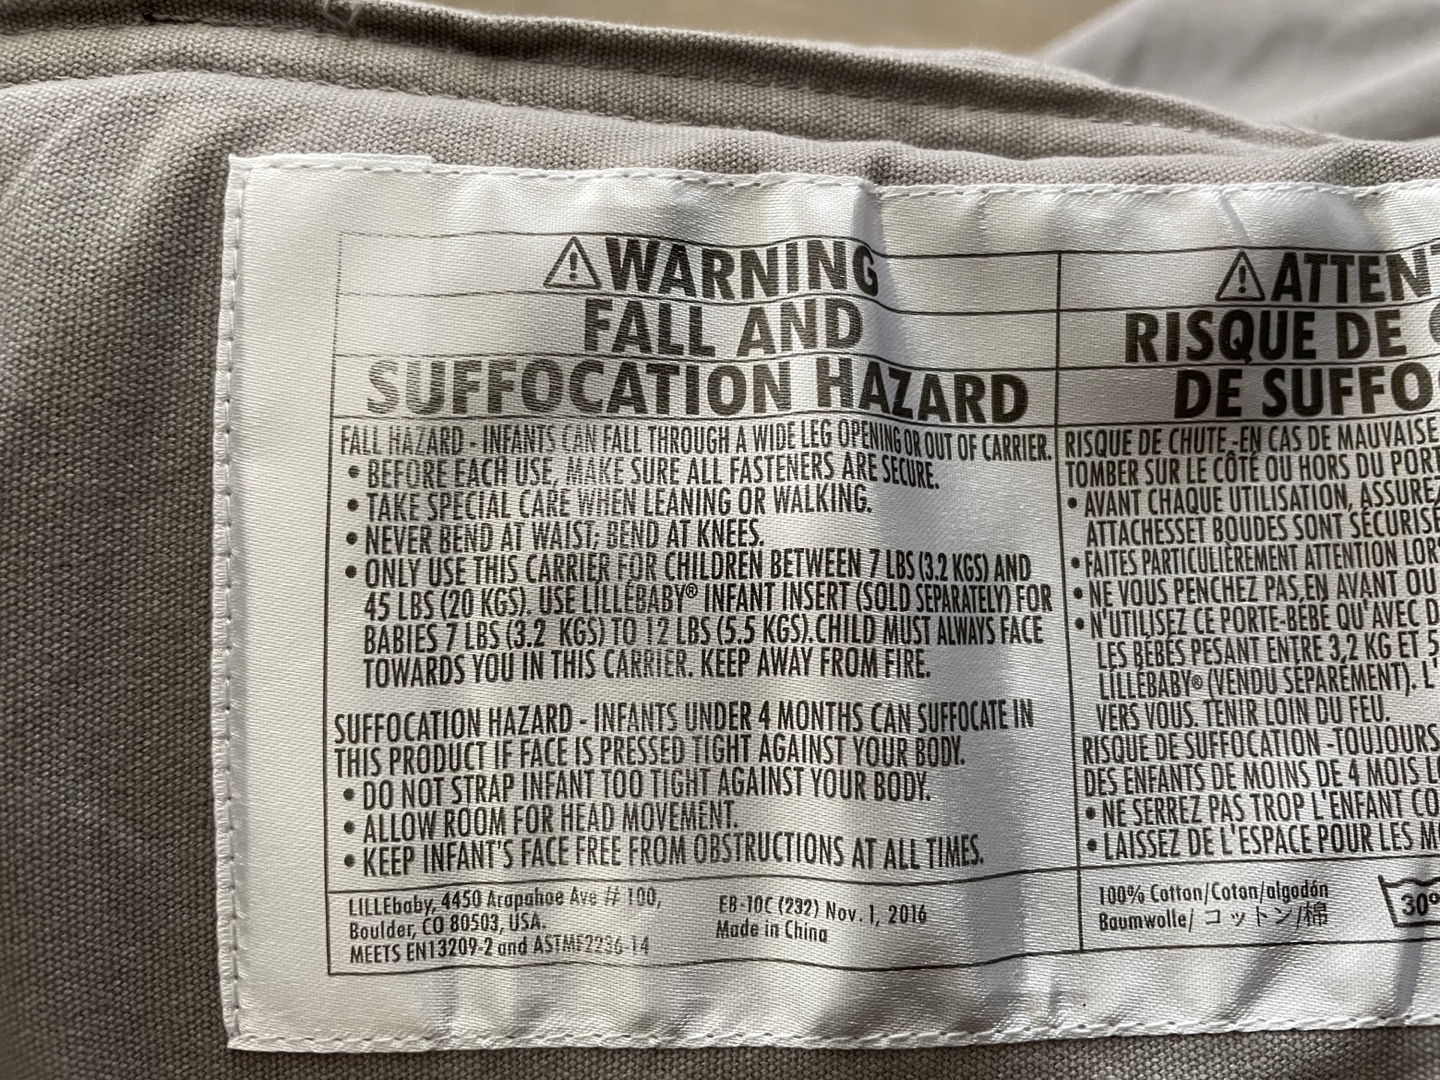 ⚠WARNING
FALL AND
SUFFOCATION HAZARD
FALL HAZARD - INFANTS CAN FALL THROUGH A WIDE LEG OPENING OR OUT OF CARRIER.
• BEFORE EACH USE, MAKE SURE ALL FASTENERS ARE SECURE.
• TAKE SPECIAL CARE WHEN LEANING OR WALKING.
• NEVER BEND AT WAIST; BEND AT KNEES.
• ONLY USE THIS CARRIER FOR CHILDREN BETWEEN 7 LBS (3.2 KGS) AND
45 LBS (20 KGS). USE LILLEBABY® INFANT INSERT (SOLD SEPARATELY) FOR
BABIES 7 LBS (3.2 KGS) TO 12 LBS (5.5 KGS).CHILD MUST ALWAYS FACE
TOWARDS YOU IN THIS CARRIER. KEEP AWAY FROM FIRE.
SUFFOCATION HAZARD - INFANTS UNDER 4 MONTHS CAN SUFFOCATE IN
THIS PRODUCT IF FACE IS PRESSED TIGHT AGAINST YOUR BODY.
• DO NOT STRAP INFANT TOO TIGHT AGAINST YOUR BODY.
• ALLOW ROOM FOR HEAD MOVEMENT.
• KEEP INFANT'S FACE FREE FROM OBSTRUCTIONS AT ALL TIMES.
LILLEbaby, 4450 Arapahoe Ave # 100,
Boulder, CO 80503, USA.
MEETS EN13209-2 and ASTMF2236-14
EB-10C (232) Nov. 1, 2016
Made in China
⚠ATTENT
RISQUE DE
DE SUFFO
RISQUE DE CHUTE -EN CAS DE MAUVAISE
TOMBER SUR LE CÔTÉ OU HORS DU PORT
• AVANT CHAQUE UTILISATION, ASSUREZ
ATTACHESSET BOUDES SONT SÉCURISÉ
• FAITES PARTICULIÈREMENT ATTENTION LOR
• NE VOUS PENCHEZ PAS,EN AVANT OU
• N'UTILISEZ CE PORTE-BÉBÉ QU'AVEC D
LES BÉBÉS PESANT ENTRE 3,2 KG ET 5
LILLÉBABY® (VENDU SÉPARÉMENT). L'
VERS VOUS. TENIR LOIN DU FEU.
RISQUE DE SUFFOCATION -TOUJOURS
DES ENFANTS DE MOINS DE 4 MOIS L
• NE SERREZ PAS TROP L'ENFANT CO
• LAISSEZ DE L'ESPACE POUR LES M
100% Cotton/Coton/algodón
Baumwolle/ コットン/棉
30°